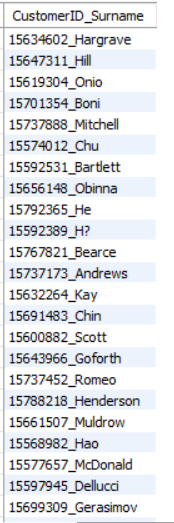 CustomerID_Surname
15634602_Hargrave
15647311_Hill
15619304_Onio
15701354_Boni
15737888_Mitchell
15574012_Chu
15592531_Bartlett
15656148_Obinna
15792365_He
15592389_H?
15767821_Bearce
15737173_Andrews
15632264_Kay
15691483_Chin
15600882_Scott
15643966_Goforth
15737452_Romeo
15788218_Henderson
15661507_Muldrow
15568982_Hao
15577657_McDonald
15597945_Dellucci
15699309_Gerasimov